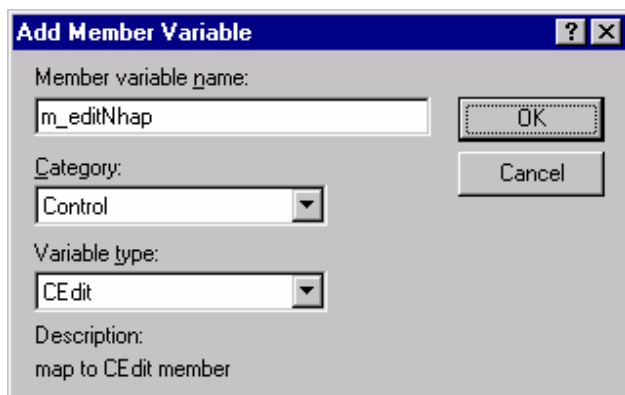 Add Member Variable
Member variable name:
m_editNhap
OK
Category:
Cancel
Control
Variable type:
CEdit
Description:
map to CEdit member